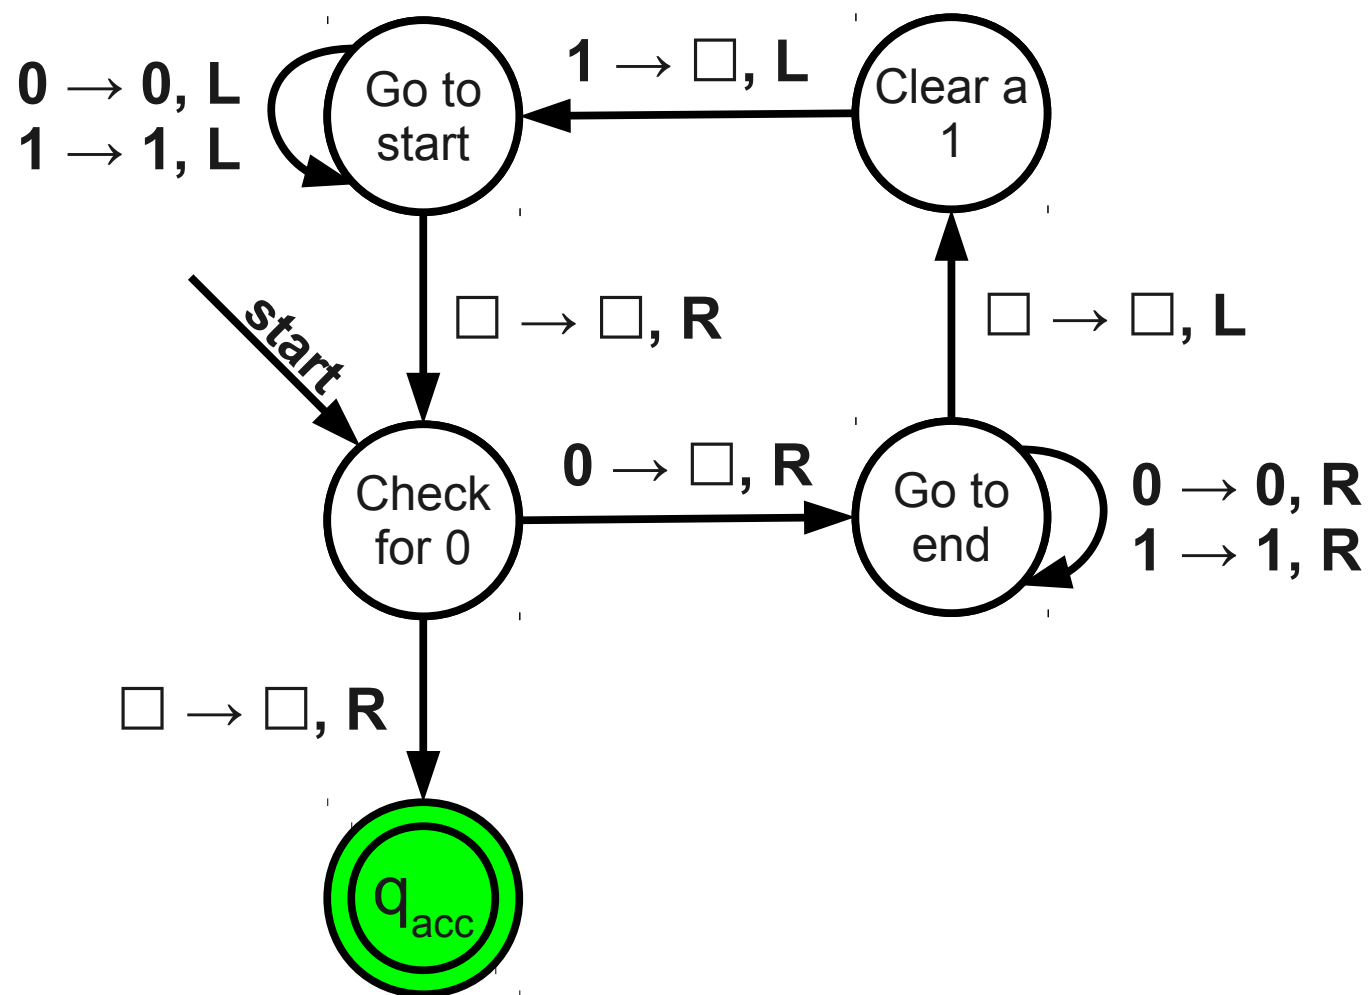 Go to
start
0 → 0, L
1 → 1, L
1 → □, L
Clear a
1
start
□ → □, R
□ → □, L
Check
for 0
0 → □, R
Go to
end
0 → 0, R
1 → 1, R
□ → □, R
qacc